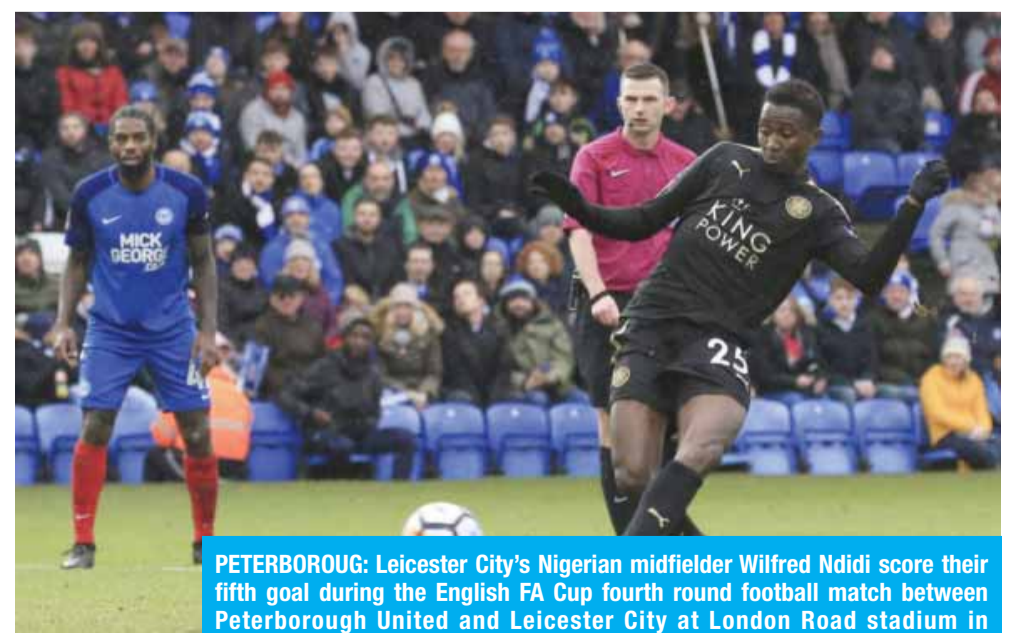 MICK
GEORGE
KING
POWER
25
4
PETERBOROUG: Leicester City's Nigerian midfielder Wilfred Ndidi score their
fifth goal during the English FA Cup fourth round football match between
Peterborough United and Leicester City at London Road stadium in